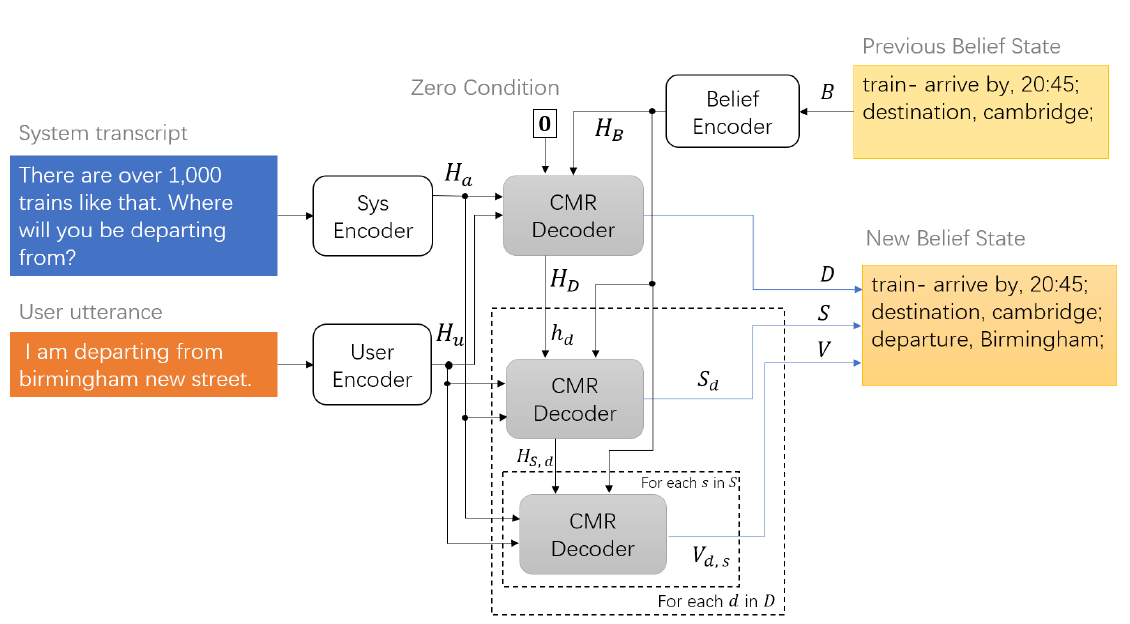 Previous Belief State
train- arrive by, 20:45;
destination, cambridge;
B
Belief
Encoder
Zero Condition
0
H_B
System transcript
There are over 1,000
trains like that. Where
will you be departing
from?
Sys
Encoder
H_a
CMR
Decoder
New Belief State
train- arrive by, 20:45;
destination, cambridge;
departure, Birmingham;
D
S
V
H_D
User utterance
I am departing from
birmingham new street.
User
Encoder
H_u
h_d
CMR
Decoder
S_d
H_{S,d}
For each s in S
CMR
Decoder
V_{d,s}
For each d in D